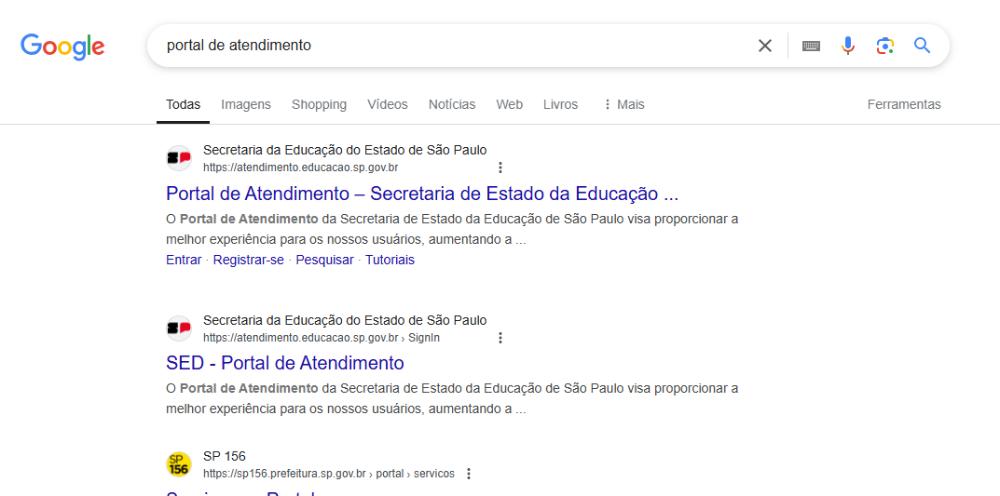 Google
portal de atendimento
Todas Imagens Shopping Vídeos Notícias Web Livros Mais Ferramentas
Secretaria da Educação do Estado de São Paulo
https://atendimento.educacao.sp.gov.br
Portal de Atendimento – Secretaria de Estado da Educação ...
O Portal de Atendimento da Secretaria de Estado da Educação de São Paulo visa proporcionar a
melhor experiência para os nossos usuários, aumentando a ...
Entrar · Registrar-se · Pesquisar · Tutoriais
Secretaria da Educação do Estado de São Paulo
https://atendimento.educacao.sp.gov.br › SignIn
SED - Portal de Atendimento
O Portal de Atendimento da Secretaria de Estado da Educação de São Paulo visa proporcionar a
melhor experiência para os nossos usuários, aumentando a ...
SP 156
SP
156
https://sp156.prefeitura.sp.gov.br › portal › servicos